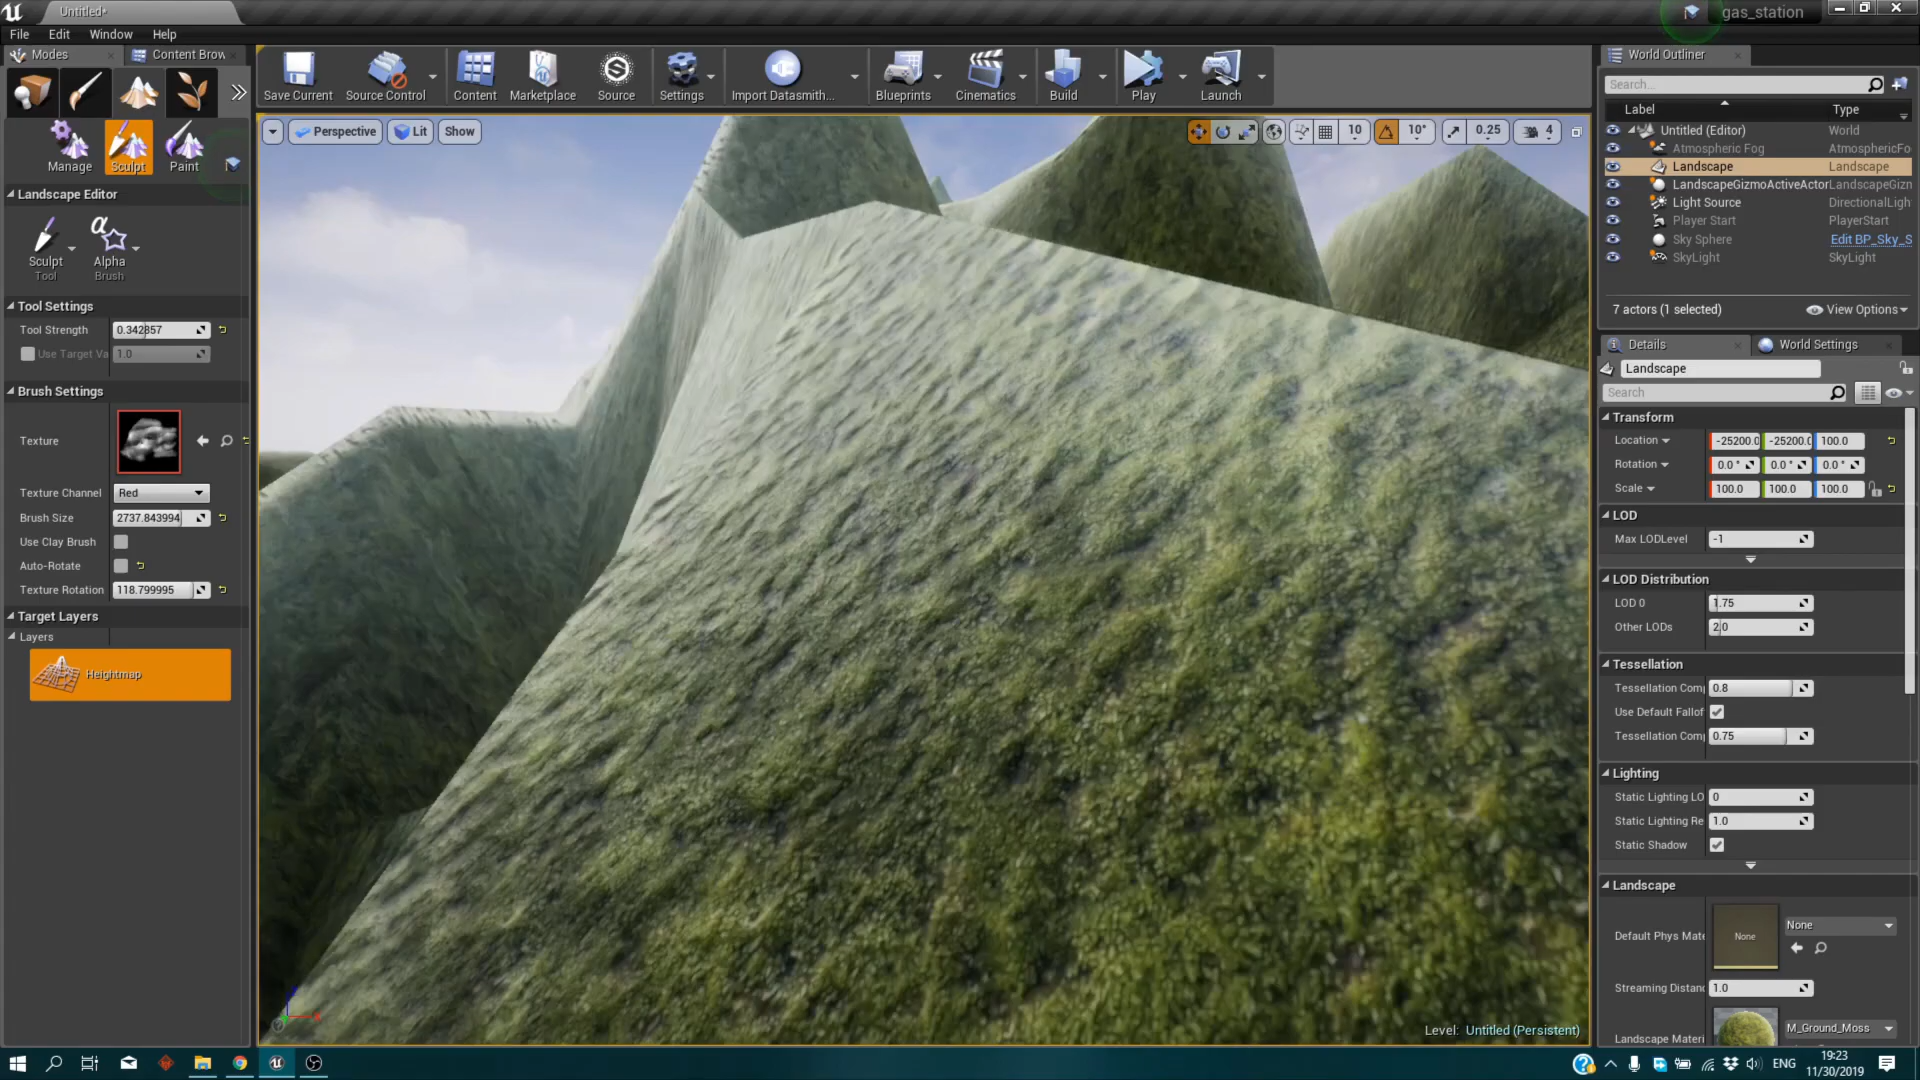 Untitled*
gas_station
File Edit Window Help
Modes
Content Brow
Save Current
Source Control
Content
Marketplace
Source
Settings
Import Datasmith...
Blueprints
Cinematics
Build
Play
Launch
Manage
Sculpt
Paint
Landscape Editor
Sculpt
Tool
α
Alpha
Brush
Tool Settings
Tool Strength 0.342857
Use Target Va 1.0
Brush Settings
Texture
Texture Channel Red
Brush Size 2737.843994
Use Clay Brush
Auto-Rotate
Texture Rotation 118.799995
Target Layers
Layers
Heightmap
Perspective
Lit
Show
10
10°
0.25
4
Level: Untitled (Persistent)
World Outliner
Search...
Label Type
Untitled (Editor) World
Atmospheric Fog AtmosphericFo
Landscape Landscape
LandscapeGizmoActiveActor LandscapeGizn
Light Source DirectionalLigh
Player Start PlayerStart
Sky Sphere Edit BP_Sky_S
SkyLight SkyLight
7 actors (1 selected)
View Options
Details
World Settings
Landscape
Search
Transform
Location -25200.0 -25200.0 100.0
Rotation 0.0 ° 0.0 ° 0.0 °
Scale 100.0 100.0 100.0
LOD
Max LODLevel -1
LOD Distribution
LOD 0 1.75
Other LODs 2.0
Tessellation
Tessellation Com 0.8
Use Default Fallof
Tessellation Com 0.75
Lighting
Static Lighting LO 0
Static Lighting Re 1.0
Static Shadow
Landscape
Default Phys Mate None None
Streaming Distanc 1.0
Landscape Materi M_Ground_Moss
ENG
19:23
11/30/2019